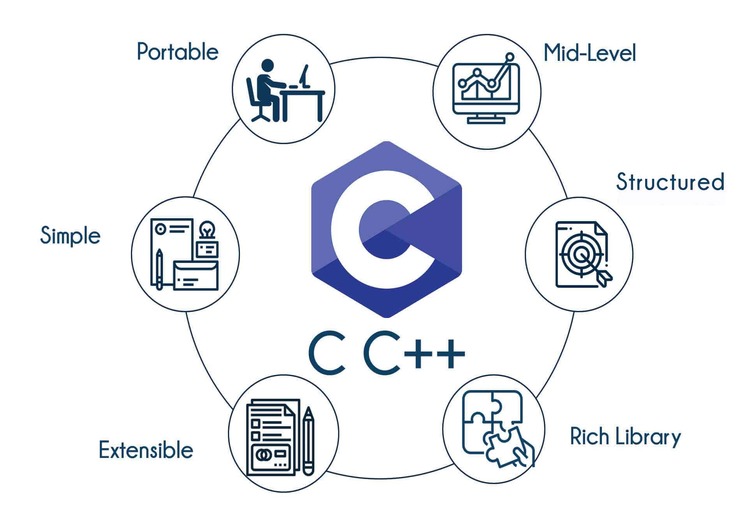 Portable
Mid-Level
Structured
Simple
C C++
Rich Library
Extensible